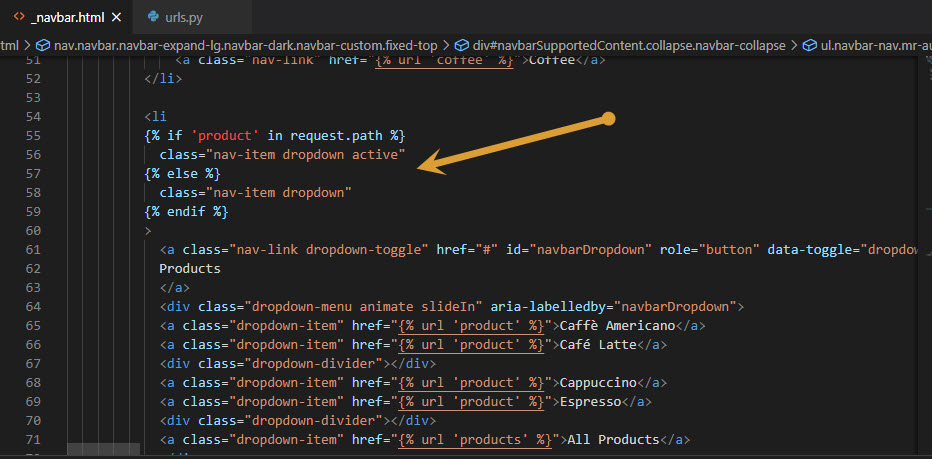 _navbar.html
urls.py
tml > nav.navbar.navbar-expand-lg.navbar-dark.navbar-custom.fixed-top > div#navbarSupportedContent.collapse.navbar-collapse > ul.navbar-nav.mr-au
51 <a class="nav-link" href="{% url 'coffee' %}">Coffee</a>
52 </li>
53
54 <li
55 {% if 'product' in request.path %}
56 class="nav-item dropdown active"
57 {% else %}
58 class="nav-item dropdown"
59 {% endif %}
60 >
61 <a class="nav-link dropdown-toggle" href="#" id="navbarDropdown" role="button" data-toggle="dropdow
62 Products
63 </a>
64 <div class="dropdown-menu animate slideIn" aria-labelledby="navbarDropdown">
65 <a class="dropdown-item" href="{% url 'product' %}">Caffè Americano</a>
66 <a class="dropdown-item" href="{% url 'product' %}">Café Latte</a>
67 <div class="dropdown-divider"></div>
68 <a class="dropdown-item" href="{% url 'product' %}">Cappuccino</a>
69 <a class="dropdown-item" href="{% url 'product' %}">Espresso</a>
70 <div class="dropdown-divider"></div>
71 <a class="dropdown-item" href="{% url 'products' %}">All Products</a>